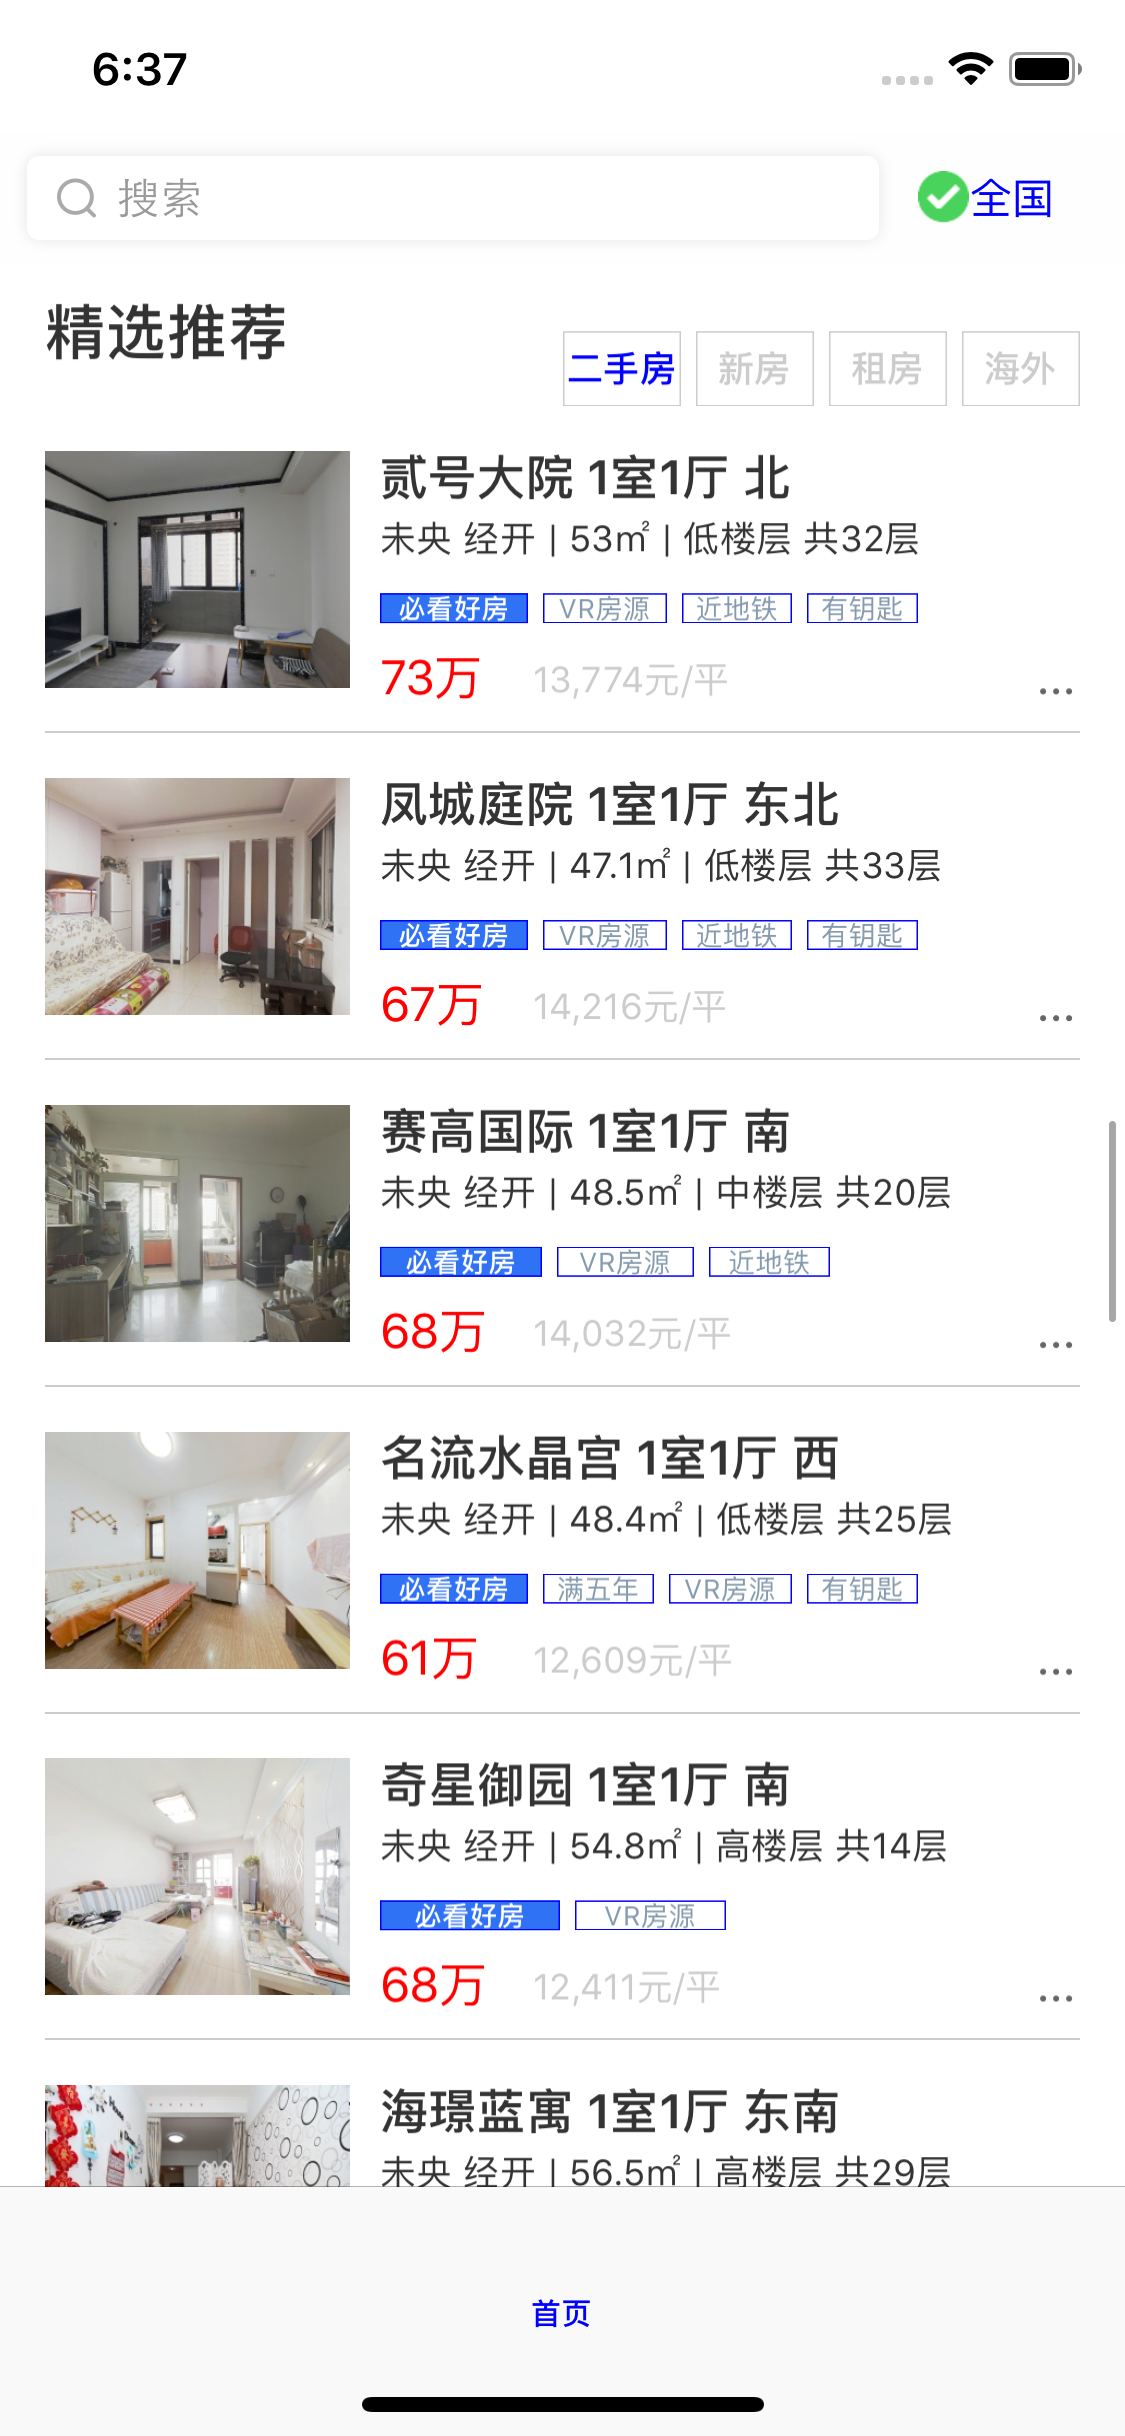 6:37
搜索
全国
精选推荐
二手房 新房 租房 海外
贰号大院 1室1厅 北
未央 经开 | 53㎡ | 低楼层 共32层
必看好房 VR房源 近地铁 有钥匙
73万 13,774元/平
...
凤城庭院 1室1厅 东北
未央 经开 | 47.1㎡ | 低楼层 共33层
必看好房 VR房源 近地铁 有钥匙
67万 14,216元/平
...
赛高国际 1室1厅 南
未央 经开 | 48.5㎡ | 中楼层 共20层
必看好房 VR房源 近地铁
68万 14,032元/平
...
名流水晶宫 1室1厅 西
未央 经开 | 48.4㎡ | 低楼层 共25层
必看好房 满五年 VR房源 有钥匙
61万 12,609元/平
...
奇星御园 1室1厅 南
未央 经开 | 54.8㎡ | 高楼层 共14层
必看好房 VR房源
68万 12,411元/平
...
海璟蓝寓 1室1厅 东南
未央 经开 | 56.5㎡ | 高楼层 共29层
首页